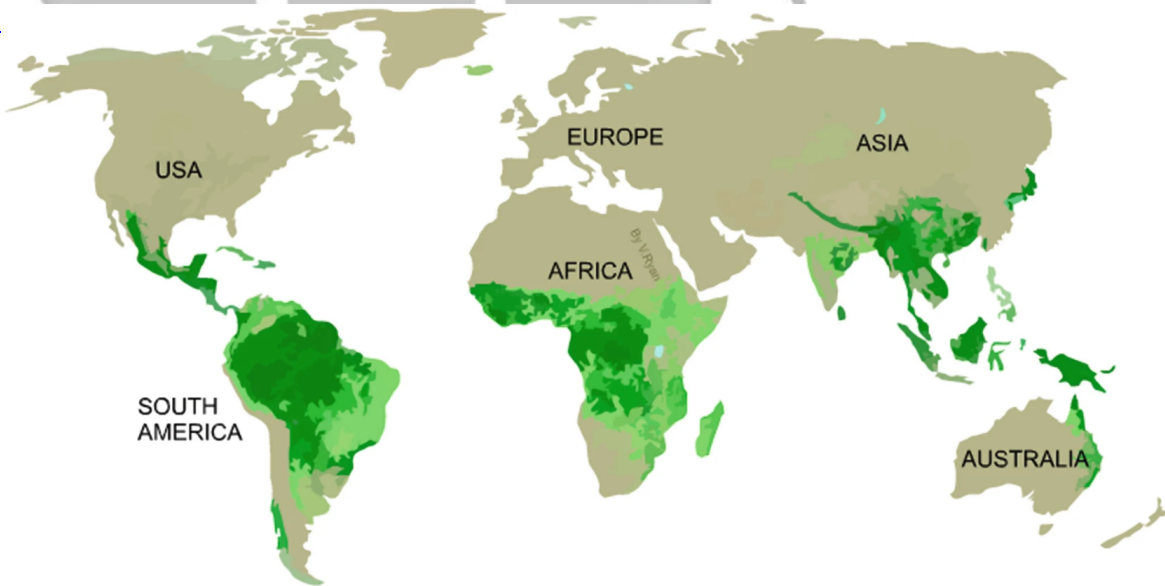 USA
EUROPE
ASIA
By V.Ryan
AFRICA
SOUTH
AMERICA
AUSTRALIA